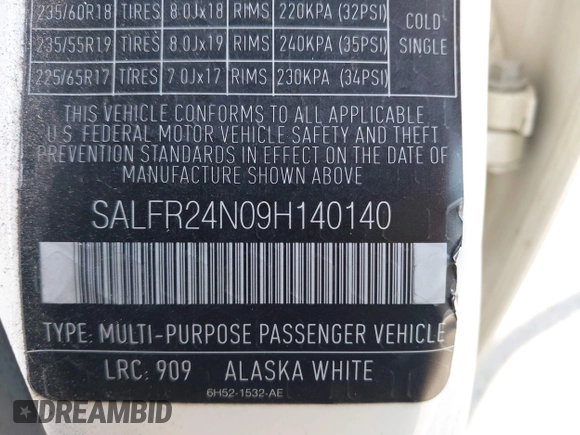 235/60R18 TIRES 8.0Jx18 RIMS 220KPA (32PSI)
235/55R19 TIRES 8.0Jx19 RIMS 240KPA (35PSI)
225/65R17 TIRES 7.0Jx17 RIMS 230KPA (34PSI)
COLD
SINGLE
THIS VEHICLE CONFORMS TO ALL APPLICABLE
U.S. FEDERAL MOTOR VEHICLE SAFETY AND THEFT
PREVENTION STANDARDS IN EFFECT ON THE DATE OF
MANUFACTURE SHOWN ABOVE
SALFR24N09H140140
TYPE: MULTI-PURPOSE PASSENGER VEHICLE
LRC: 909 ALASKA WHITE
6H52-1532-AE
DREAMBID